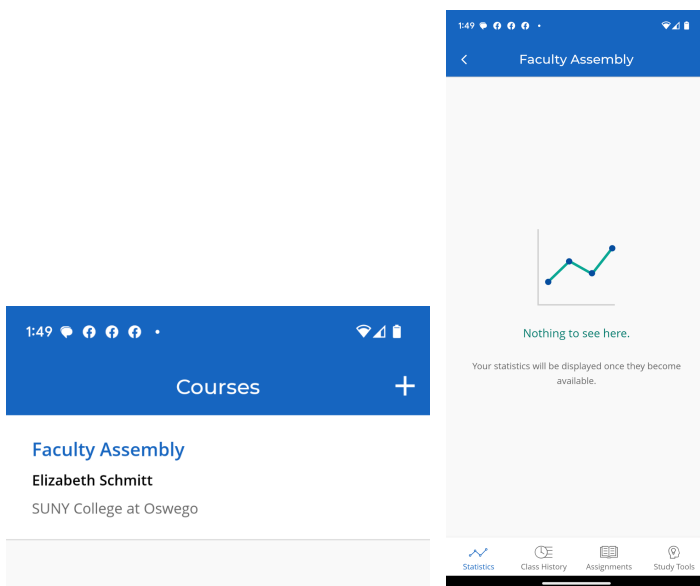 1:49
Courses
+
Faculty Assembly
Elizabeth Schmitt
SUNY College at Oswego
1:49
Faculty Assembly
Nothing to see here.
Your statistics will be displayed once they become
available.
Statistics Class History Assignments Study Tools